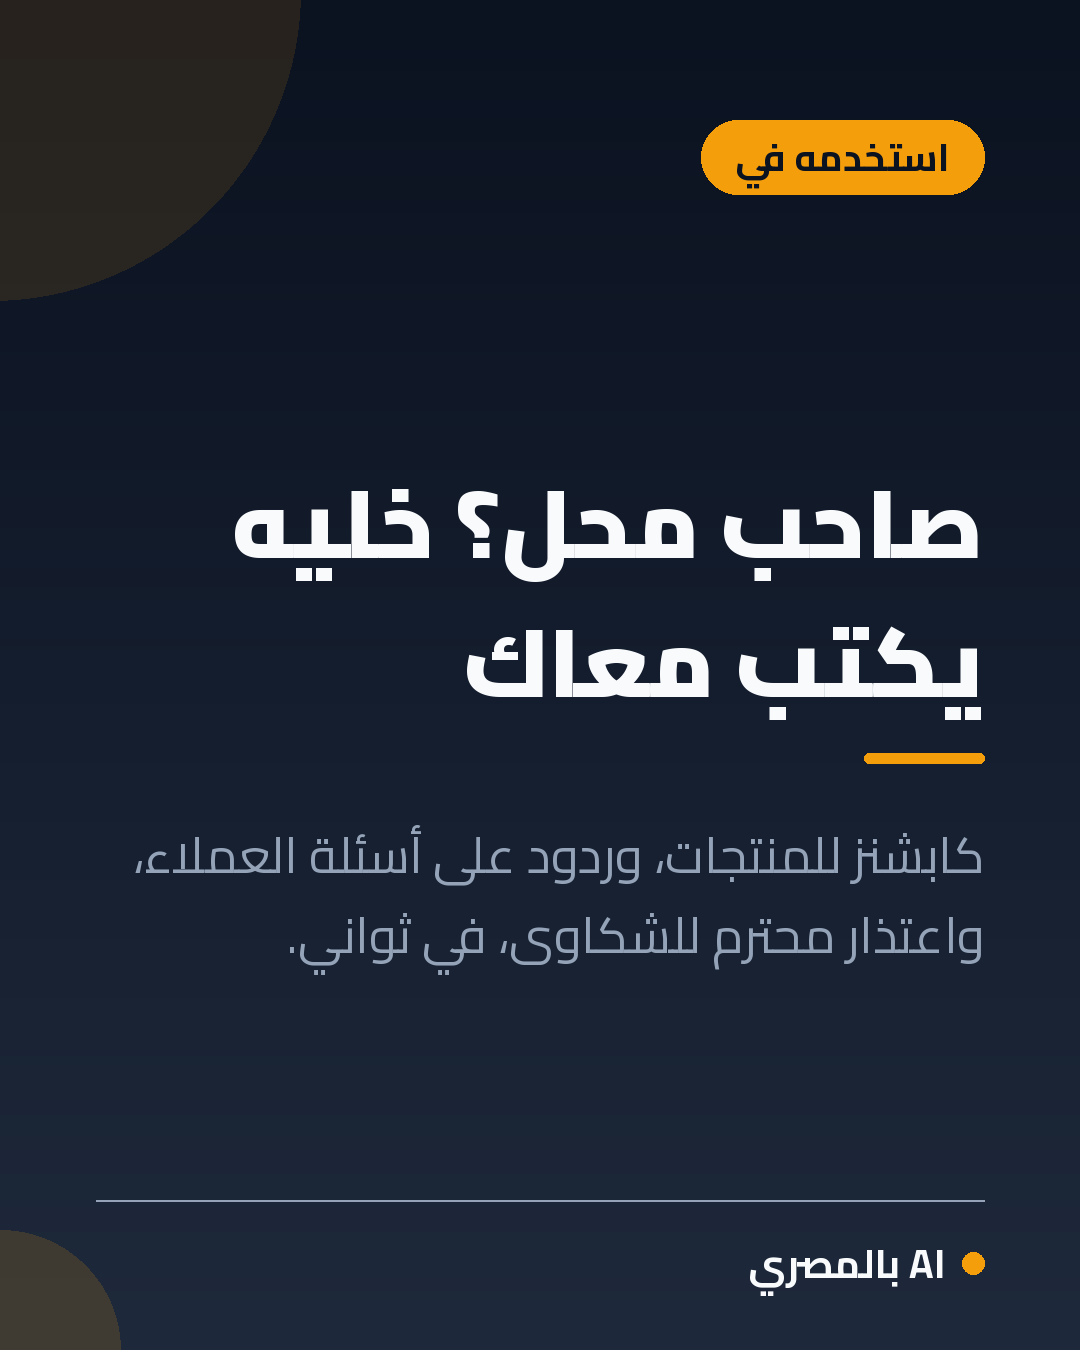 استخدمه في
صاحب محل؟ خليه
يكتب معاك
كابشنز للمنتجات، وردود على أسئلة العملاء،
واعتذار محترم للشكاوى، في ثواني.
AI بالمصري